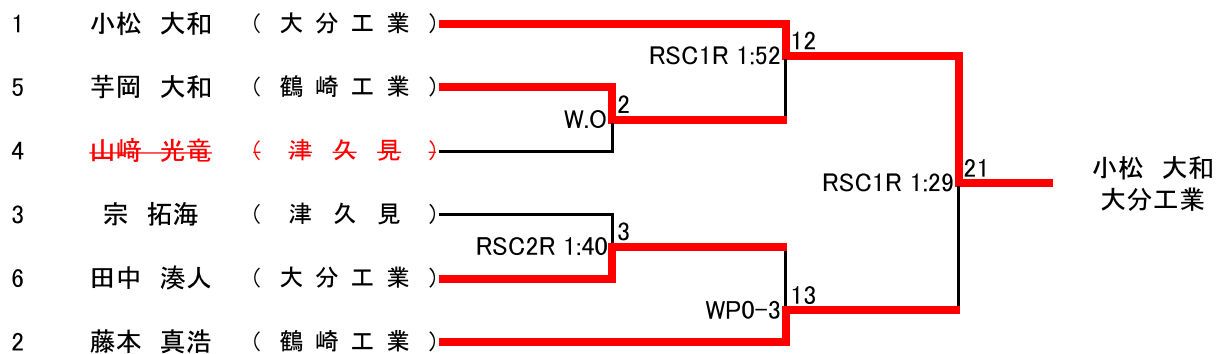 1 小松 大和 （ 大 分 工 業 ）
12
RSC1R 1:52
5 芋岡 大和 （ 鶴 崎 工 業 ）
2
W.O
4 山﨑 光竜 （ 津 久 見 ）
21
小松 大和
RSC1R 1:29
大分工業
3 宗 拓海 （ 津 久 見 ）
3
RSC2R 1:40
6 田中 湊人 （ 大 分 工 業 ）
13
WP0-3
2 藤本 真浩 （ 鶴 崎 工 業 ）